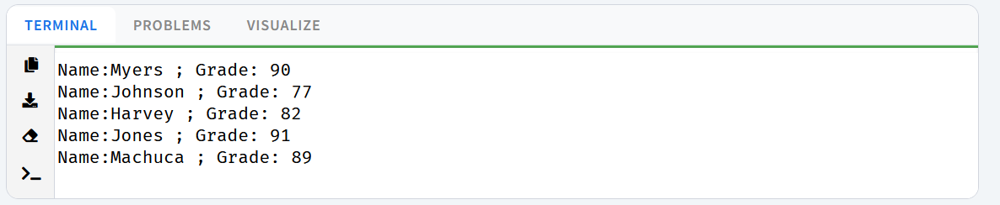 TERMINAL PROBLEMS VISUALIZE
Name:Myers ; Grade: 90
Name:Johnson ; Grade: 77
Name:Harvey ; Grade: 82
Name:Jones ; Grade: 91
Name:Machuca ; Grade: 89